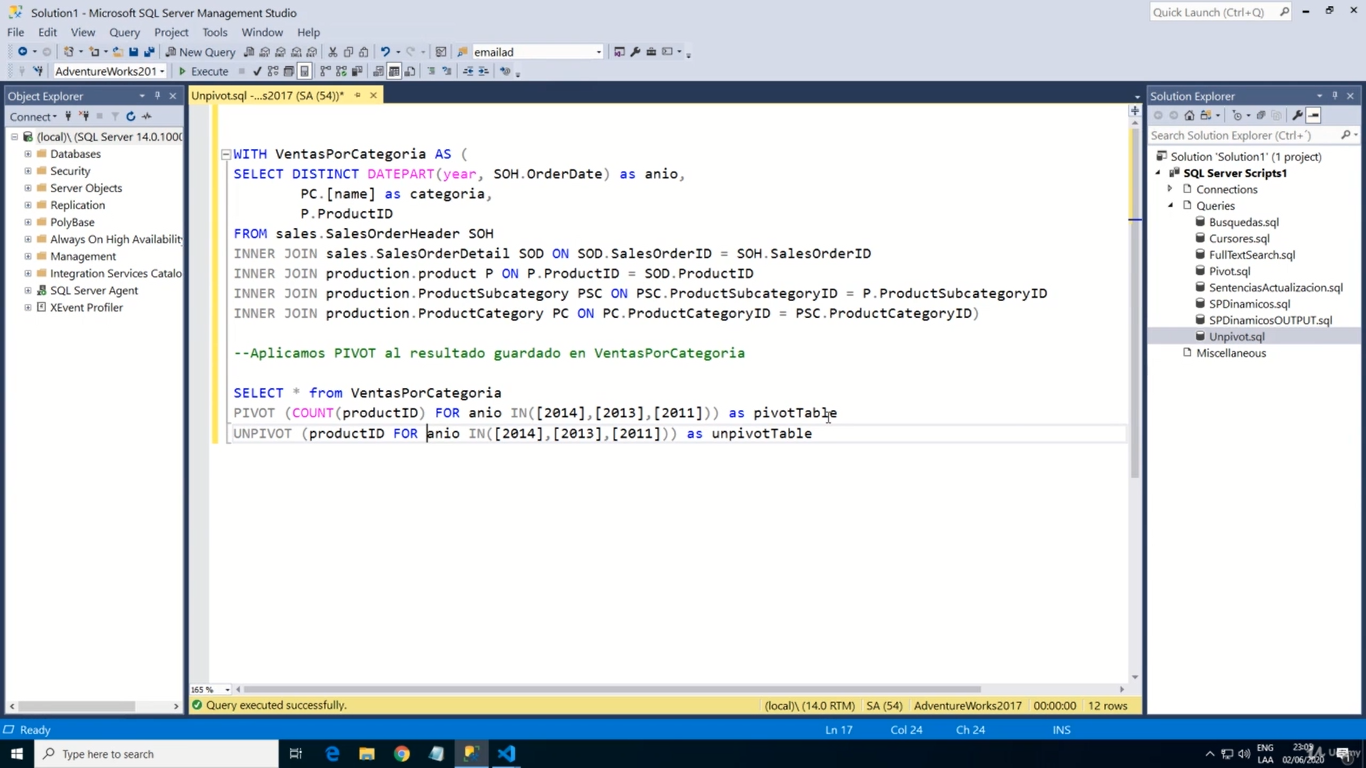 Solution1 - Microsoft SQL Server Management Studio
Quick Launch (Ctrl+Q)
File Edit View Query Project Tools Window Help
New Query emailad
AdventureWorks201 Execute
Object Explorer
Connect
(local)\ (SQL Server 14.0.1000
Databases
Security
Server Objects
Replication
PolyBase
Always On High Availability
Management
Integration Services Catalo
SQL Server Agent
XEvent Profiler
Unpivot.sql -...s2017 (SA (54))*
WITH VentasPorCategoria AS (
SELECT DISTINCT DATEPART(year, SOH.OrderDate) as anio,
PC.[name] as categoria,
P.ProductID
FROM sales.SalesOrderHeader SOH
INNER JOIN sales.SalesOrderDetail SOD ON SOD.SalesOrderID = SOH.SalesOrderID
INNER JOIN production.product P ON P.ProductID = SOD.ProductID
INNER JOIN production.ProductSubcategory PSC ON PSC.ProductSubcategoryID = P.ProductSubcategoryID
INNER JOIN production.ProductCategory PC ON PC.ProductCategoryID = PSC.ProductCategoryID)
--Aplicamos PIVOT al resultado guardado en VentasPorCategoria
SELECT * from VentasPorCategoria
PIVOT (COUNT(productID) FOR anio IN([2014],[2013],[2011])) as pivotTable
UNPIVOT (productID FOR anio IN([2014],[2013],[2011])) as unpivotTable
165 %
Query executed successfully. (local)\ (14.0 RTM) SA (54) AdventureWorks2017 00:00:00 12 rows
Solution Explorer
Search Solution Explorer (Ctrl+´)
Solution 'Solution1' (1 project)
SQL Server Scripts1
Connections
Queries
Busquedas.sql
Cursores.sql
FullTextSearch.sql
Pivot.sql
SentenciasActualizacion.sql
SPDinamicos.sql
SPDinamicosOUTPUT.sql
Unpivot.sql
Miscellaneous
Ready Ln 17 Col 24 Ch 24 INS
Type here to search
ENG
LAA
02/06/2020
Udemy